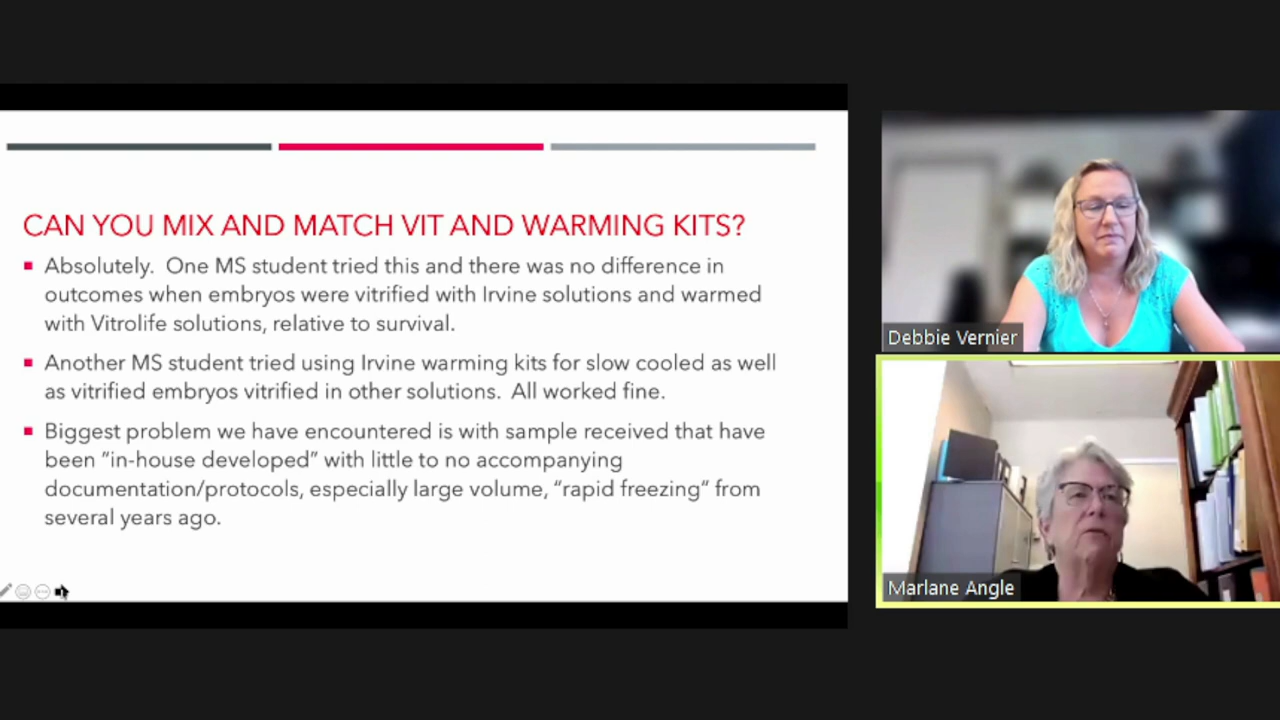 CAN YOU MIX AND MATCH VIT AND WARMING KITS?
Absolutely.  One MS student tried this and there was no difference in
outcomes when embryos were vitrified with Irvine solutions and warmed
with Vitrolife solutions, relative to survival.
Another MS student tried using Irvine warming kits for slow cooled as well
as vitrified embryos vitrified in other solutions.  All worked fine.
Biggest problem we have encountered is with sample received that have
been “in-house developed” with little to no accompanying
documentation/protocols, especially large volume, “rapid freezing” from
several years ago.
Debbie Vernier
Marlane Angle